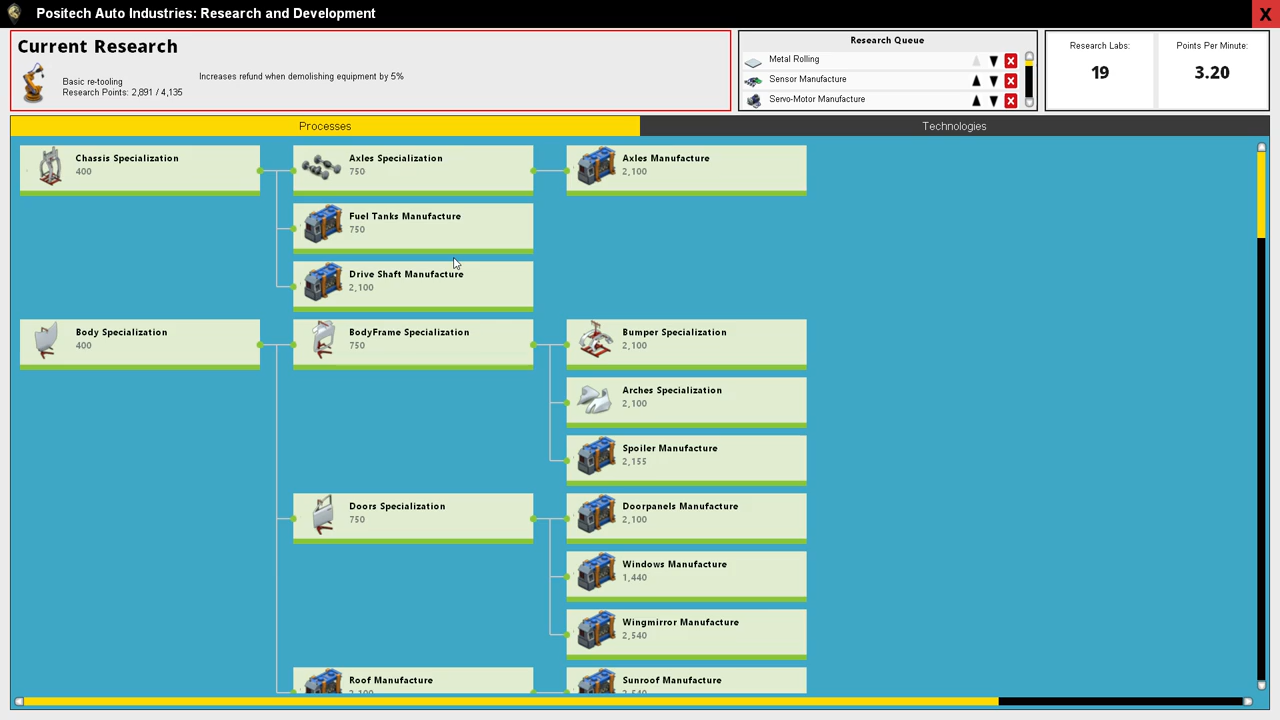 Positech Auto Industries: Research and Development
X
Current Research
Basic re-tooling
Research Points: 2,891 / 4,135
Increases refund when demolishing equipment by 5%
Research Queue
Metal Rolling
Sensor Manufacture
Servo-Motor Manufacture
Research Labs:
19
Points Per Minute:
3.20
Processes
Technologies
Chassis Specialization
400
Axles Specialization
750
Axles Manufacture
2,100
Fuel Tanks Manufacture
750
Drive Shaft Manufacture
2,100
Body Specialization
400
BodyFrame Specialization
750
Bumper Specialization
2,100
Arches Specialization
2,100
Spoiler Manufacture
2,155
Doors Specialization
750
Doorpanels Manufacture
2,100
Windows Manufacture
1,440
Wingmirror Manufacture
2,540
Roof Manufacture
2,100
Sunroof Manufacture
2,540